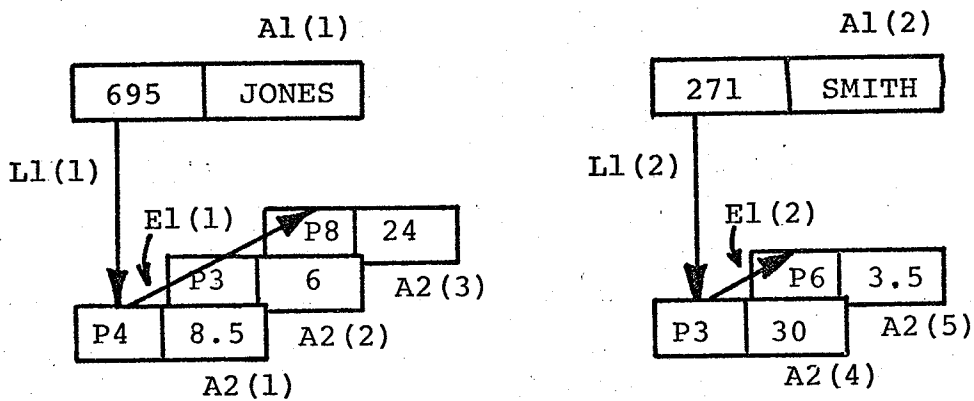 A1(1)
A1(2)
695 JONES
271 SMITH
L1(1)
L1(2)
E1(1)
E1(2)
P8 24
P3 6
A2(3)
P6 3.5
P4 8.5
A2(2)
P3 30
A2(5)
A2(1)
A2(4)